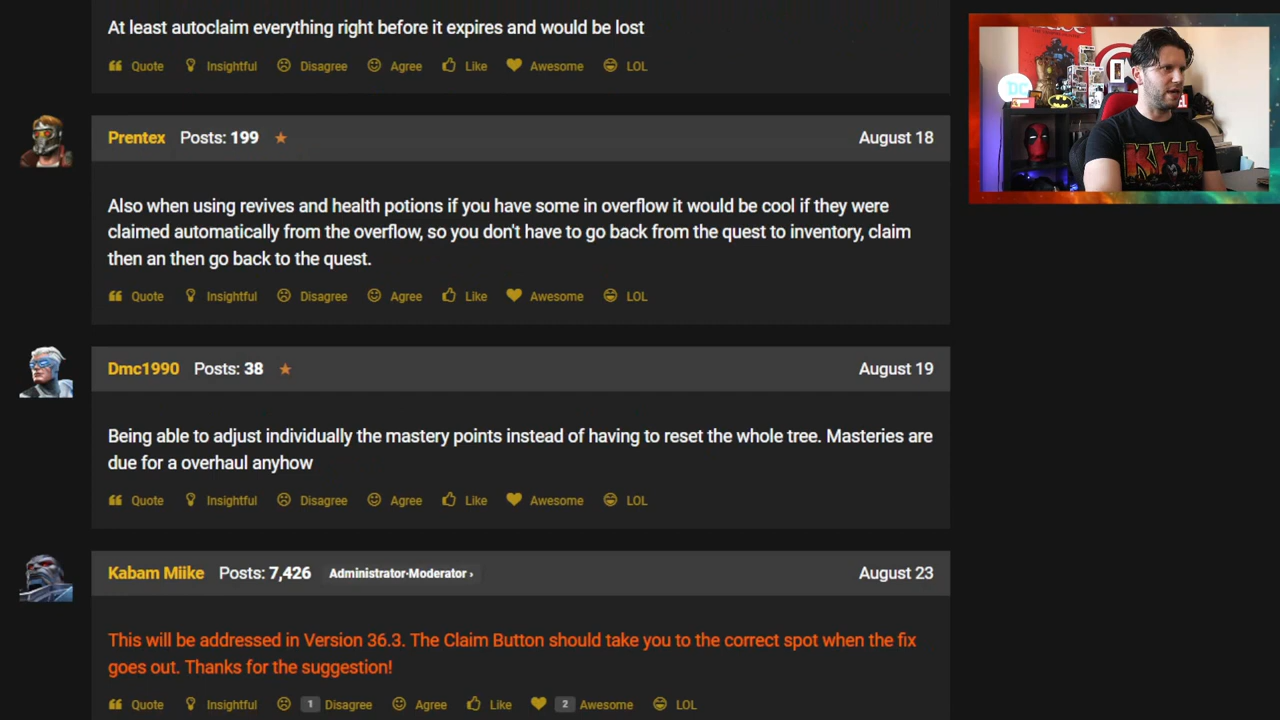 At least autoclaim everything right before it expires and would be lost
Quote Insightful Disagree Agree Like Awesome LOL
Prentex Posts: 199 August 18
Also when using revives and health potions if you have some in overflow it would be cool if they were
claimed automatically from the overflow, so you don't have to go back from the quest to inventory, claim
then an then go back to the quest.
Quote Insightful Disagree Agree Like Awesome LOL
Dmc1990 Posts: 38 August 19
Being able to adjust individually the mastery points instead of having to reset the whole tree. Masteries are
due for a overhaul anyhow
Quote Insightful Disagree Agree Like Awesome LOL
Kabam Miike Posts: 7,426 Administrator·Moderator › August 23
This will be addressed in Version 36.3. The Claim Button should take you to the correct spot when the fix
goes out. Thanks for the suggestion!
Quote Insightful 1 Disagree Agree Like 2 Awesome LOL
DC